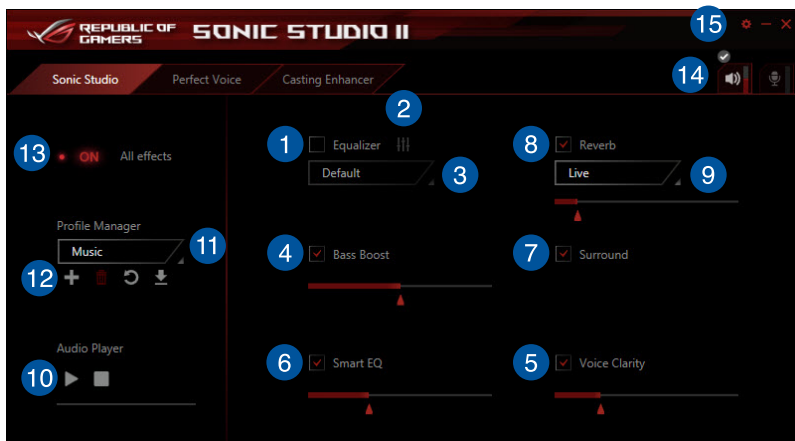 REPUBLIC OF
GAMERS
SONIC STUDIO II
15
14
Sonic Studio
Perfect Voice
Casting Enhancer
2
13
ON
All effects
1
Equalizer
Default
3
8
Reverb
Live
9
Profile Manager
Music
11
12
4
Bass Boost
7
Surround
Audio Player
10
6
Smart EQ
5
Voice Clarity